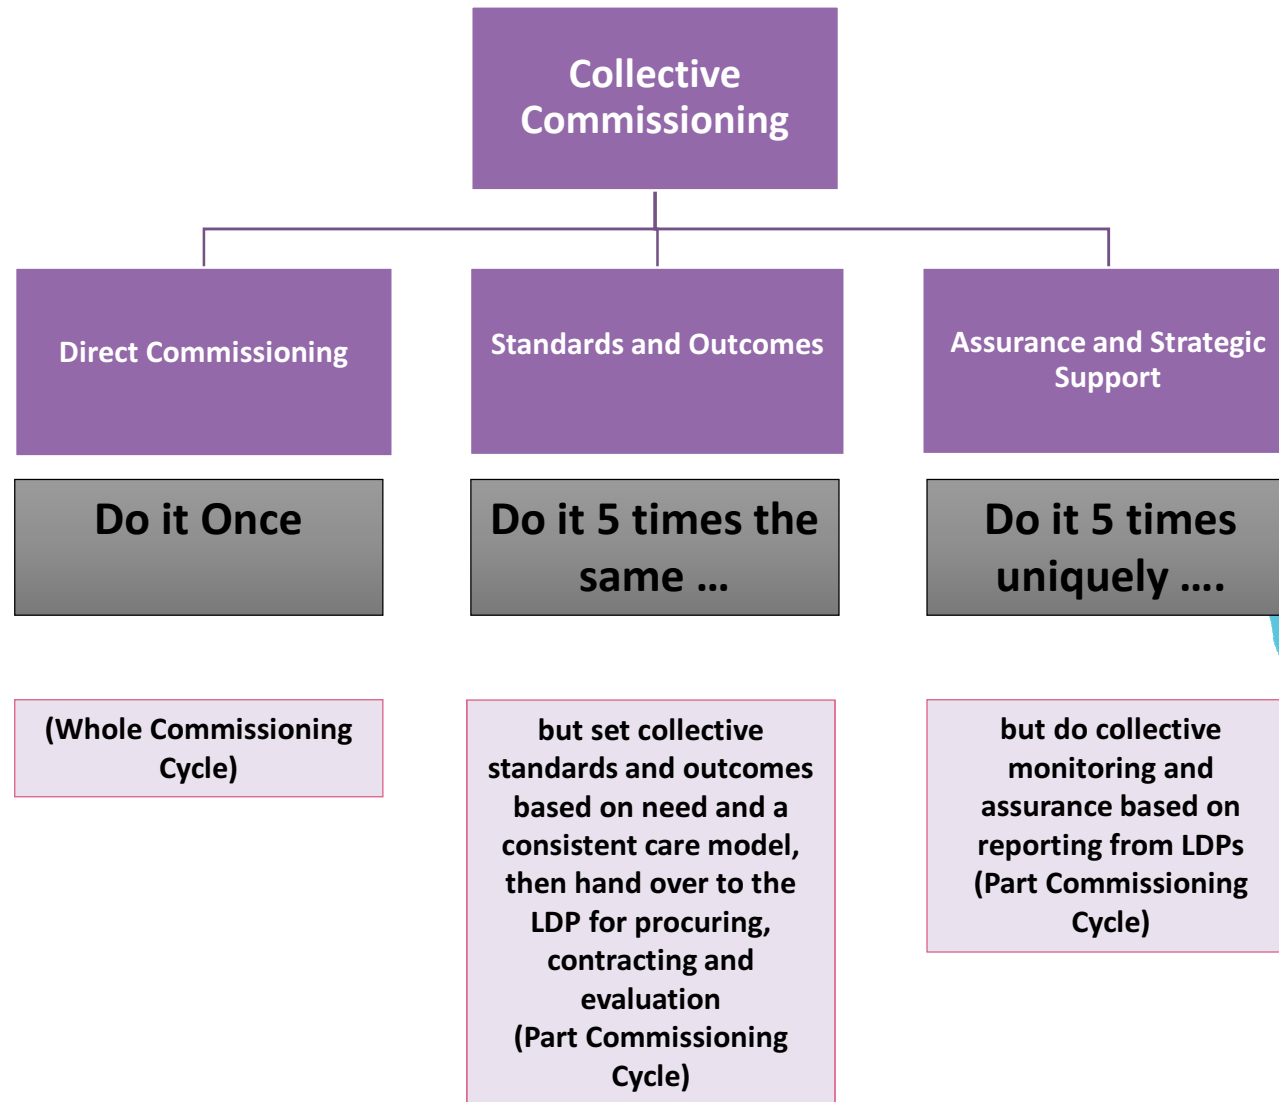 Collective
Commissioning
Direct Commissioning
Standards and Outcomes
Assurance and Strategic
Support
Do it Once
Do it 5 times the
same ...
Do it 5 times
uniquely ....
(Whole Commissioning
Cycle)
but set collective
standards and outcomes
based on need and a
consistent care model,
then hand over to the
LDP for procuring,
contracting and
evaluation
(Part Commissioning
Cycle)
but do collective
monitoring and
assurance based on
reporting from LDPs
(Part Commissioning
Cycle)